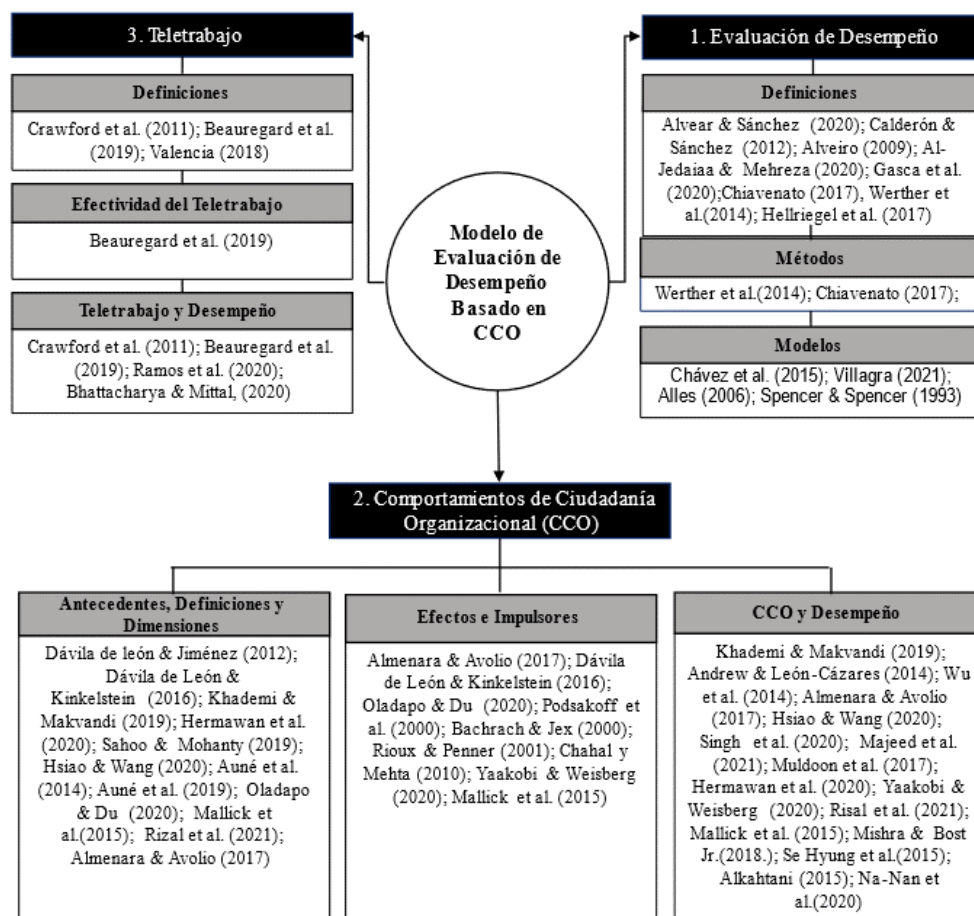 3. Teletrabajo
Definiciones
Crawford et al. (2011); Beauregard et al.
(2019); Valencia (2018)
Efectividad del Teletrabajo
Beauregard et al. (2019)
Teletrabajo y Desempeño
Crawford et al. (2011); Beauregard et al.
(2019); Ramos et al. (2020);
Bhattacharya & Mittal, (2020)
Modelo de
Evaluación de
Desempeño
Basado en
CCO
1. Evaluación de Desempeño
Definiciones
Alvear & Sánchez (2020); Calderón &
Sánchez (2012); Alveiro (2009); Al-
Jedaiaa & Mehreza (2020); Gasca et al.
(2020);Chiavenato (2017), Werther et
al.(2014); Hellriegel et al. (2017)
Métodos
Werther et al.(2014); Chiavenato (2017);
Modelos
Chávez et al. (2015); Villagra (2021);
Alles (2006); Spencer & Spencer (1993)
2. Comportamientos de Ciudadanía
Organizacional (CCO)
Antecedentes, Definiciones y
Dimensiones
Dávila de león & Jiménez (2012);
Dávila de León &
Kinkelstein (2016); Khademi &
Makvandi (2019); Hermawan et al.
(2020); Sahoo & Mohanty (2019);
Hsiao & Wang (2020); Auné et al.
(2014); Auné et al. (2019); Oladapo
& Du (2020); Mallick et
al.(2015); Rizal et al. (2021);
Almenara & Avolio (2017)
Efectos e Impulsores
Almenara & Avolio (2017); Dávila
de León & Kinkelstein (2016);
Oladapo & Du (2020); Podsakoff
et al. (2000); Bachrach & Jex (2000);
Rioux & Penner (2001); Chahal y
Mehta (2010); Yaakobi & Weisberg
(2020); Mallick et al. (2015)
CCO y Desempeño
Khademi & Makvandi (2019);
Andrew & León-Cázares (2014); Wu
et al. (2014); Almenara & Avolio
(2017); Hsiao & Wang (2020);
Singh et al. (2020); Majeed et al.
(2021); Muldoon et al. (2017);
Hermawan et al. (2020); Yaakobi &
Weisberg (2020); Risal et al. (2021);
Mallick et al. (2015); Mishra & Bost
Jr.(2018.); Se Hyung et al.(2015);
Alkahtani (2015); Na-Nan et
al.(2020)